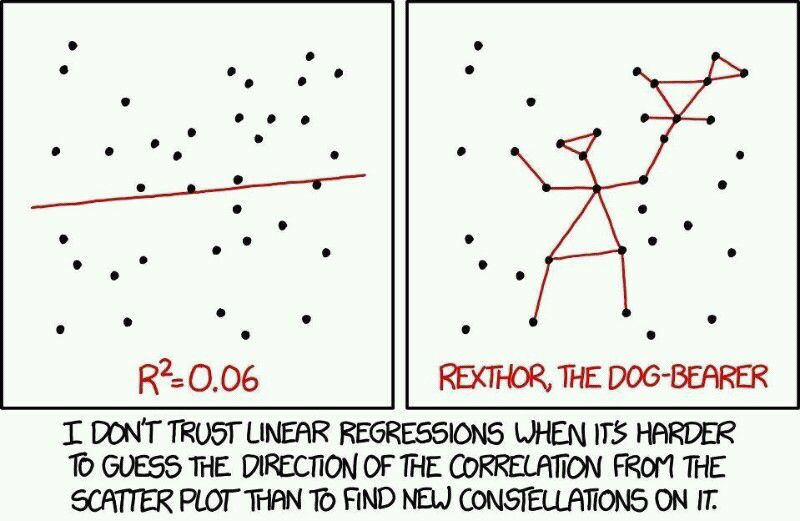 R²=0.06
REXTHOR, THE DOG-BEARER
I DON'T TRUST LINEAR REGRESSIONS WHEN IT'S HARDER
TO GUESS THE DIRECTION OF THE CORRELATION FROM THE
SCATTER PLOT THAN TO FIND NEW CONSTELLATIONS ON IT.